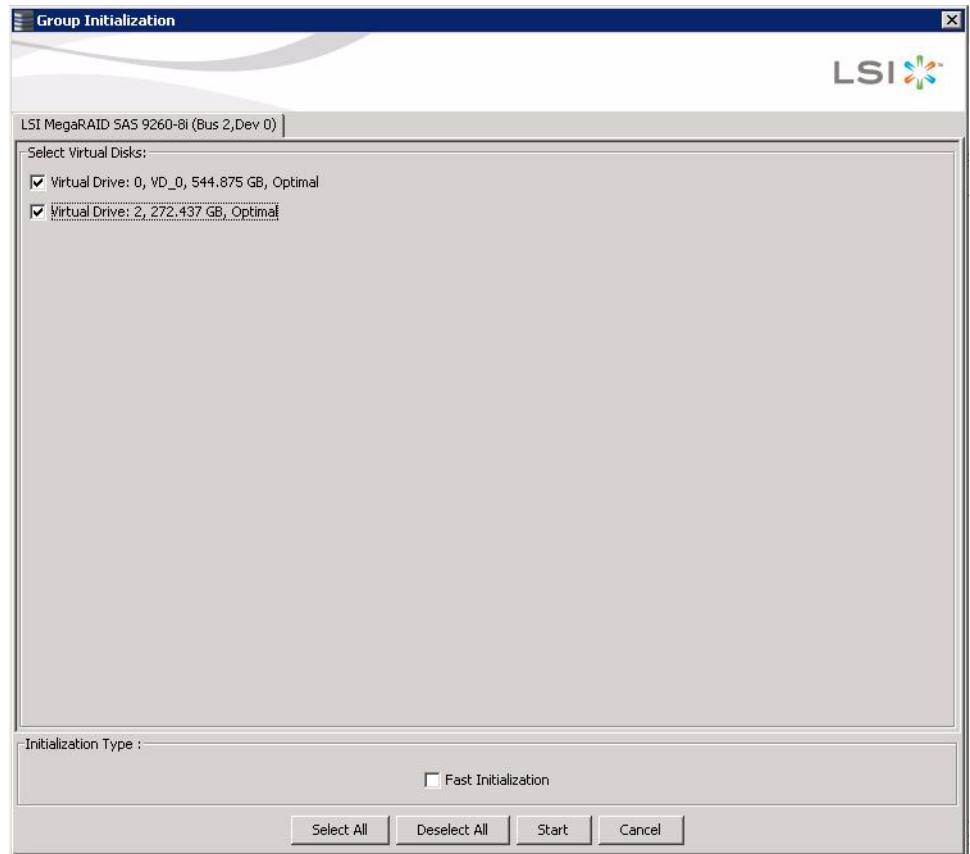 Group Initialization
LSI
LSI MegaRAID SAS 9260-8i (Bus 2,Dev 0)
Select Virtual Disks:
Virtual Drive: 0, VD_0, 544.875 GB, Optimal
Virtual Drive: 2, 272.437 GB, Optimal
Initialization Type :
Fast Initialization
Select All Deselect All Start Cancel